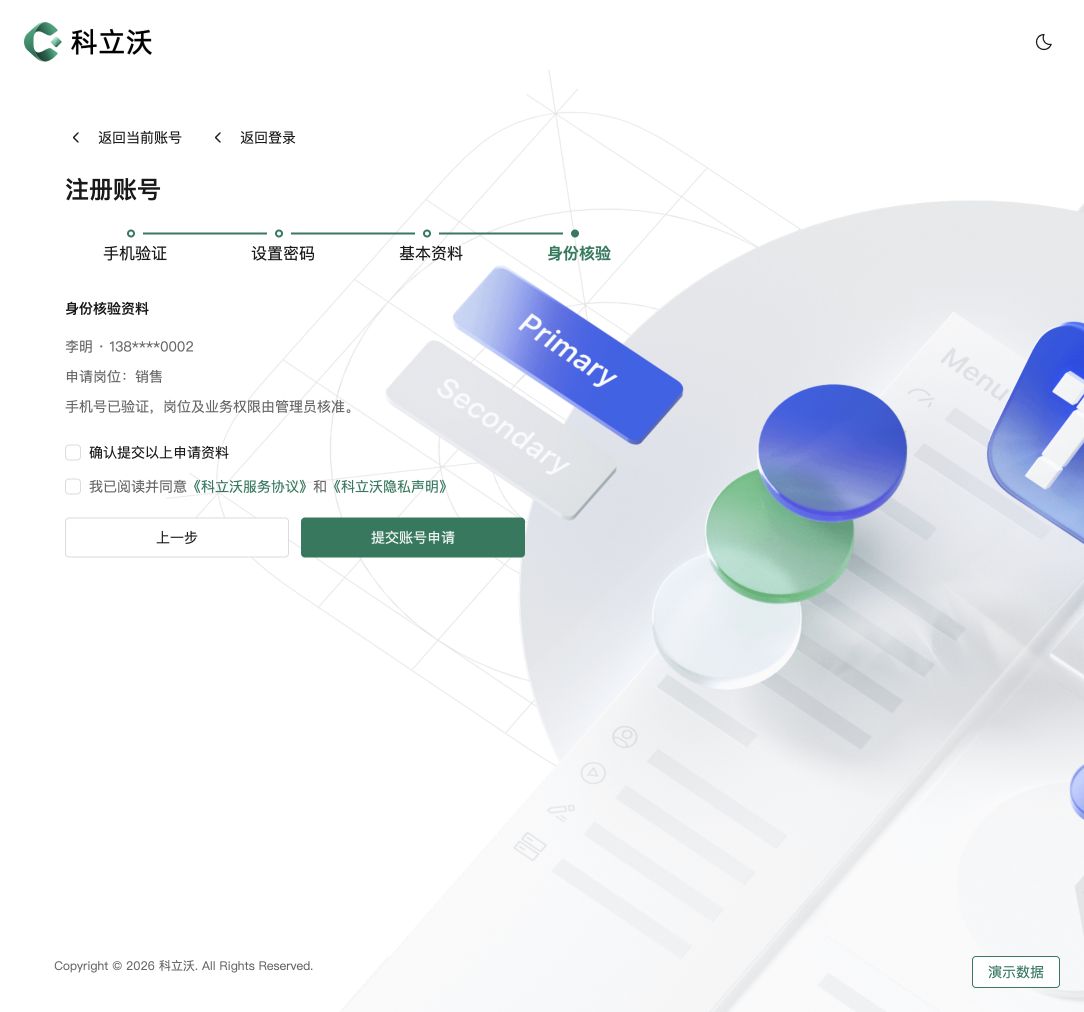 科立沃
返回当前账号 返回登录
注册账号
手机验证 设置密码 基本资料 身份核验
身份核验资料
李明 · 138****0002
申请岗位：销售
手机号已验证，岗位及业务权限由管理员核准。
确认提交以上申请资料
我已阅读并同意《科立沃服务协议》和《科立沃隐私声明》
上一步 提交账号申请
Primary
Secondary
Menu
Copyright © 2026 科立沃. All Rights Reserved.
演示数据